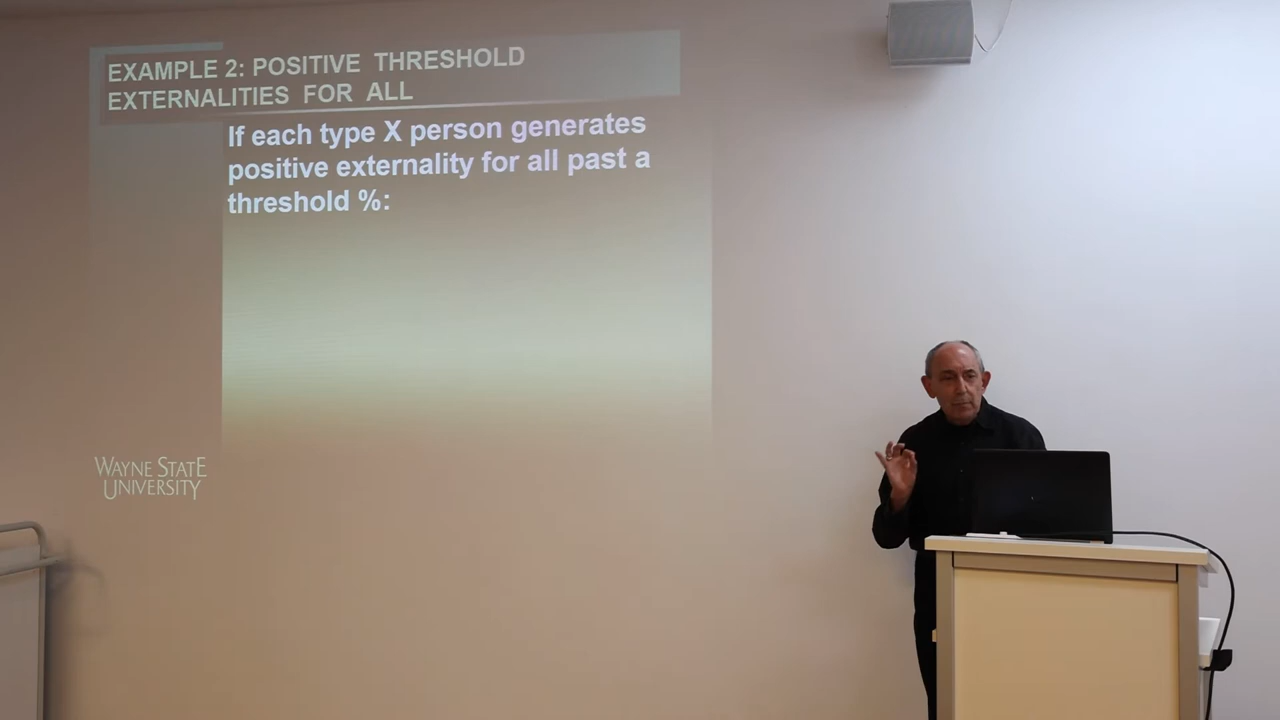 EXAMPLE 2: POSITIVE THRESHOLD
EXTERNALITIES FOR ALL
If each type X person generates
positive externality for all past a
threshold %:
WAYNE STATE
UNIVERSITY